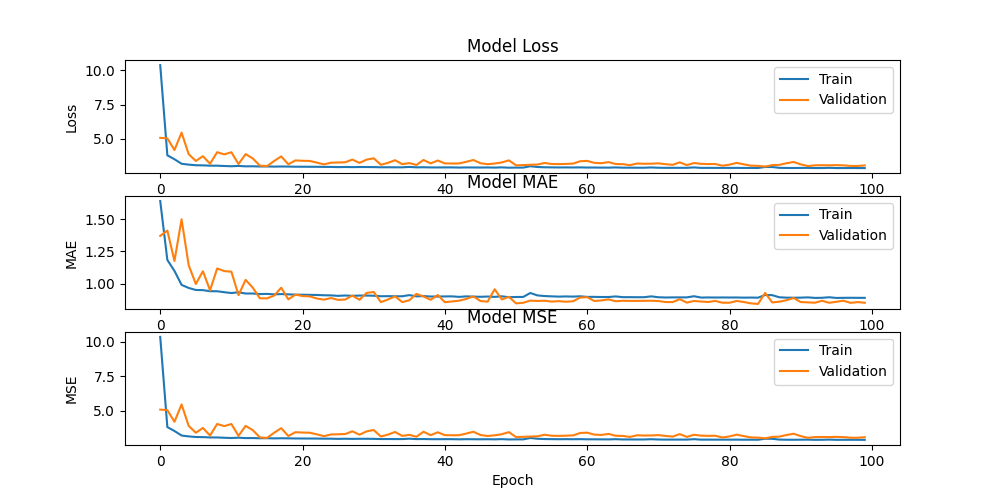 Model Loss
10.0
7.5
5.0
Loss
Train
Validation
0 20 40 60 80 100
Model MAE
1.50
1.25
1.00
MAE
Train
Validation
0 20 40 60 80 100
Model MSE
10.0
7.5
5.0
MSE
Train
Validation
0 20 40 60 80 100
Epoch